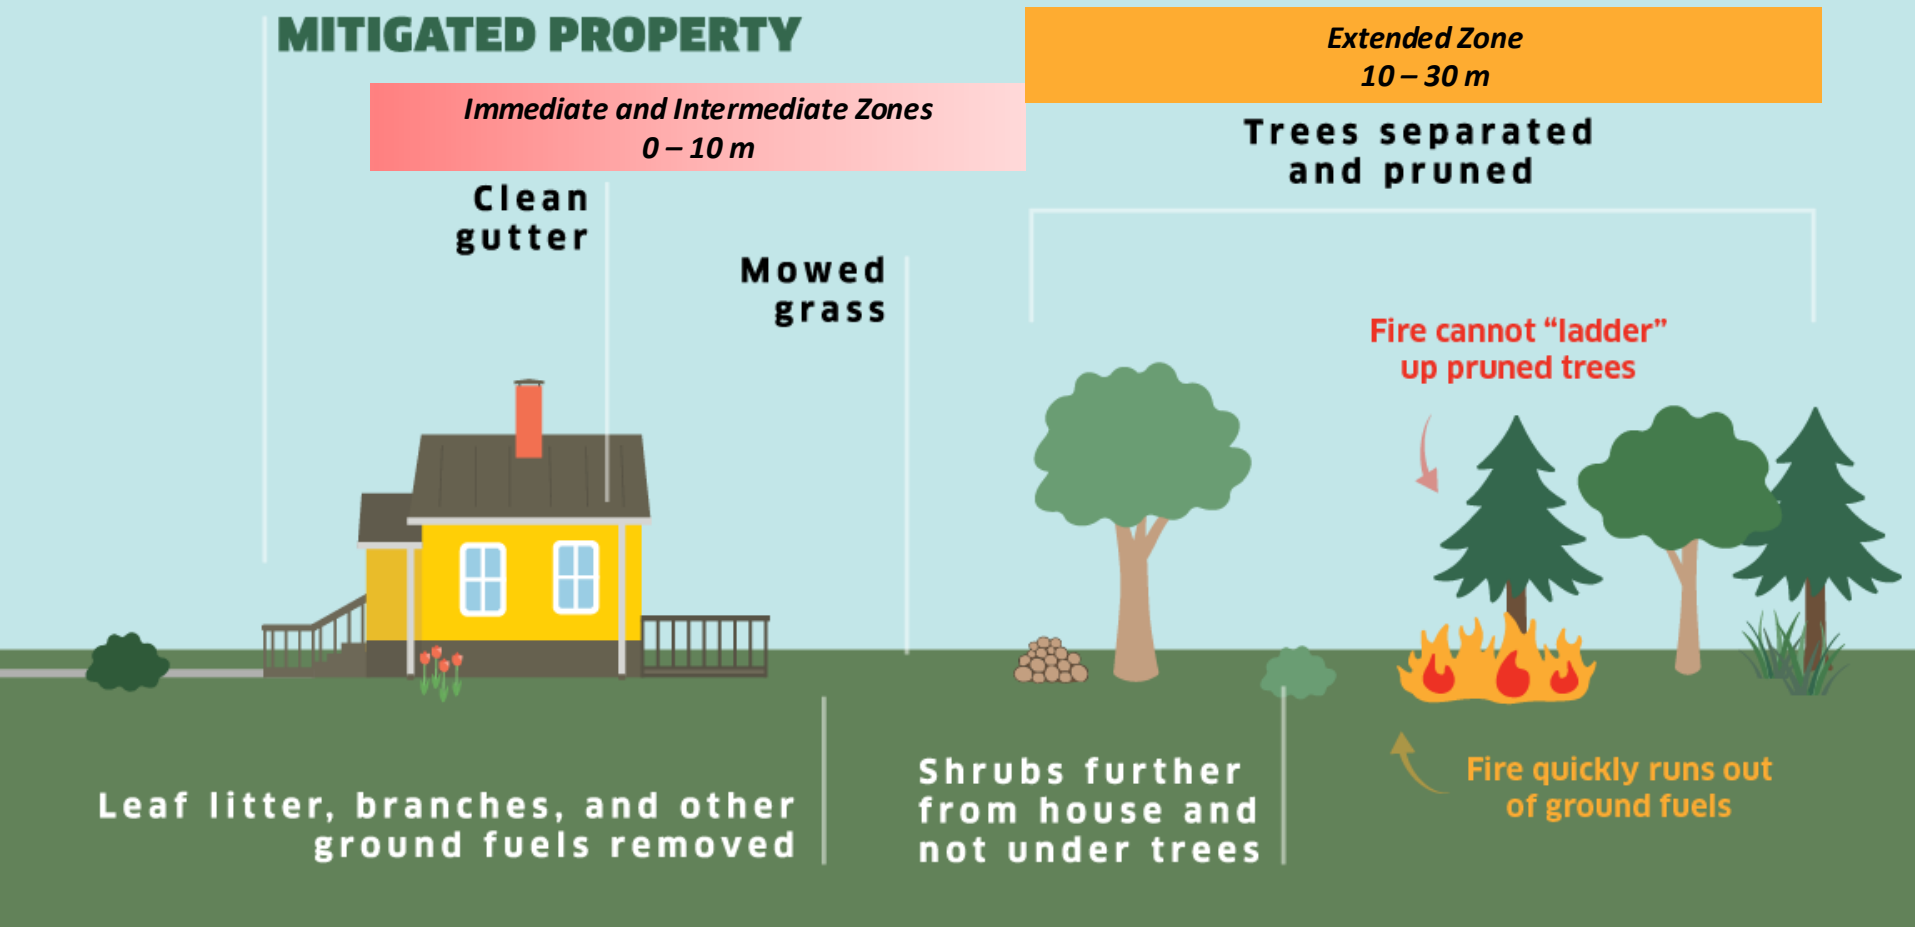 MITIGATED PROPERTY
Extended Zone
10 – 30 m
Immediate and Intermediate Zones
0 – 10 m
Trees separated
and pruned
Clean
gutter
Mowed
grass
Fire cannot “ladder”
up pruned trees
Leaf litter, branches, and other
ground fuels removed
Shrubs further
from house and
not under trees
Fire quickly runs out
of ground fuels